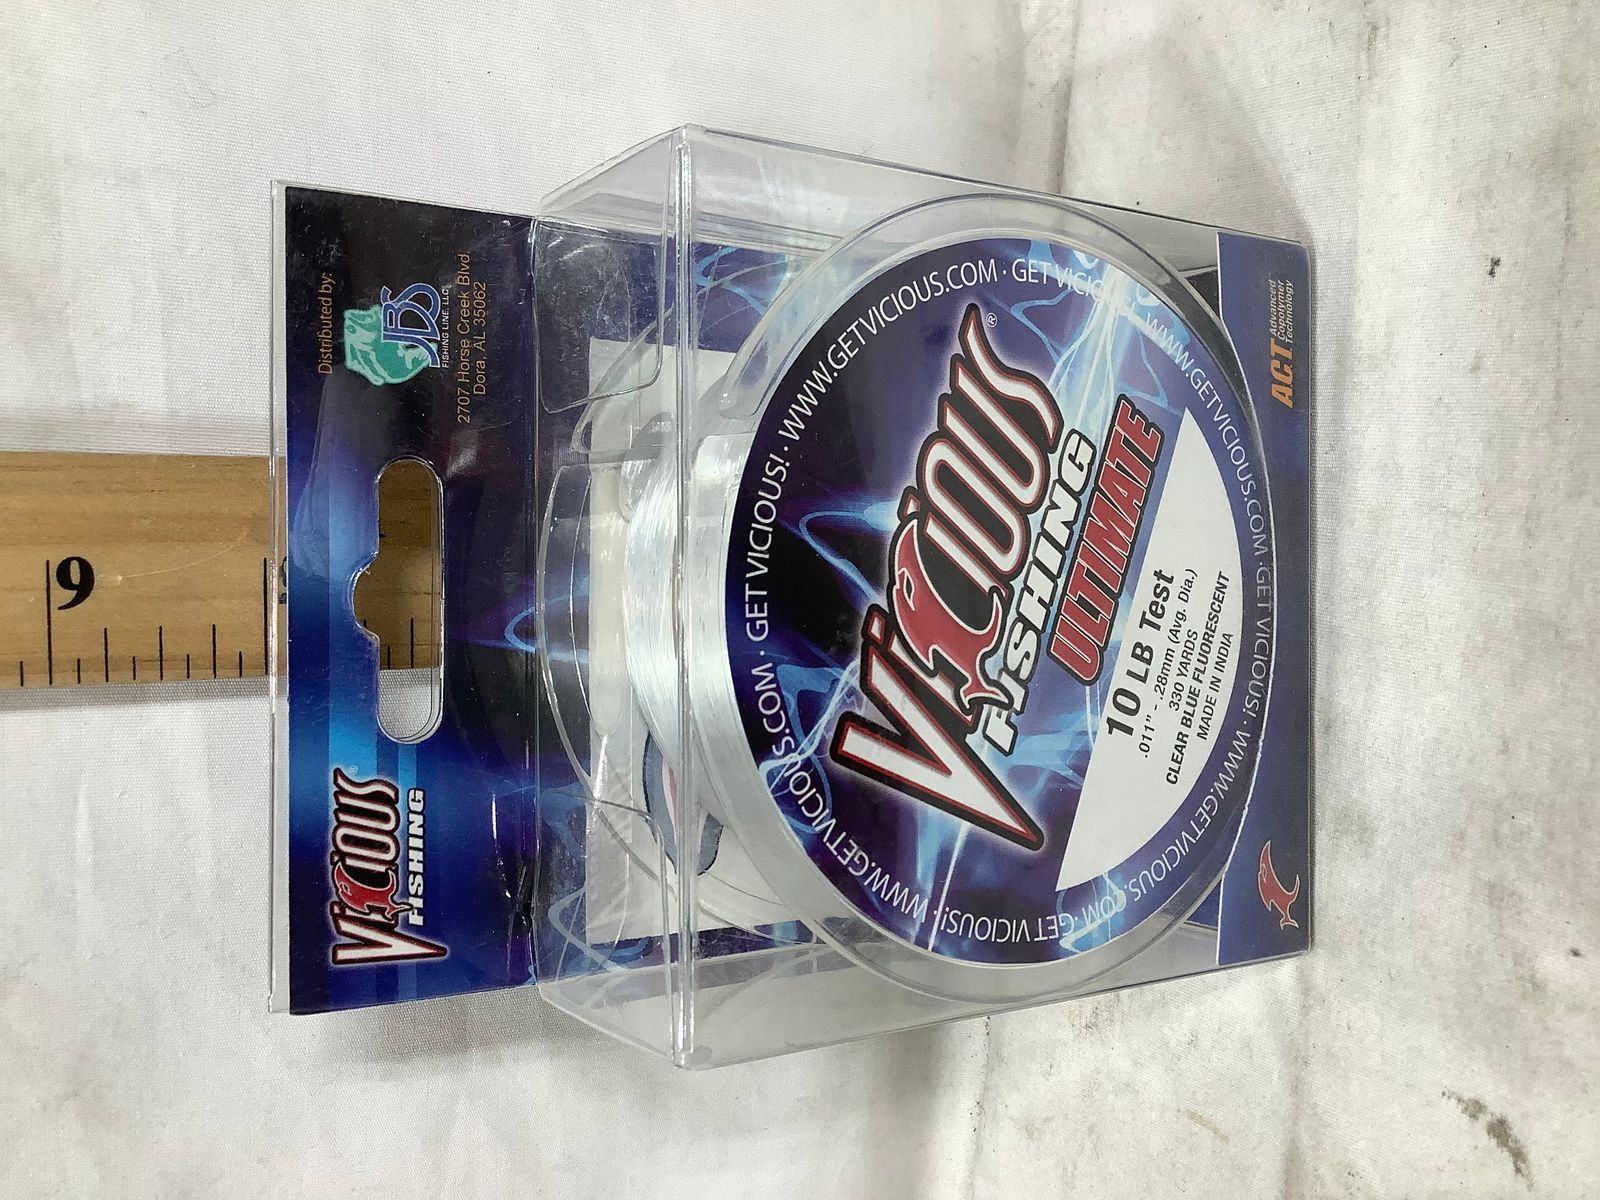 Vicious®
FISHING
Distributed by:
JBS
FISHING LINE, LLC
2707 Horse Creek Blvd.
Dora, AL 35062
6
WWW.GETVICIOUS.COM · GET VICIOUS! · WWW.GETVICIOUS.COM · GET VICIOUS! · WWW.GETVICIOUS.COM · GET VICIOUS! · WWW.GETVICIOUS.COM · GET VICIOUS!
Vicious®
FISHING
ULTIMATE
10 LB Test
.011" - .28mm (Avg. Dia.)
330 YARDS
CLEAR BLUE FLUORESCENT
MADE IN INDIA
ACT Advanced
Copolymer
Technology